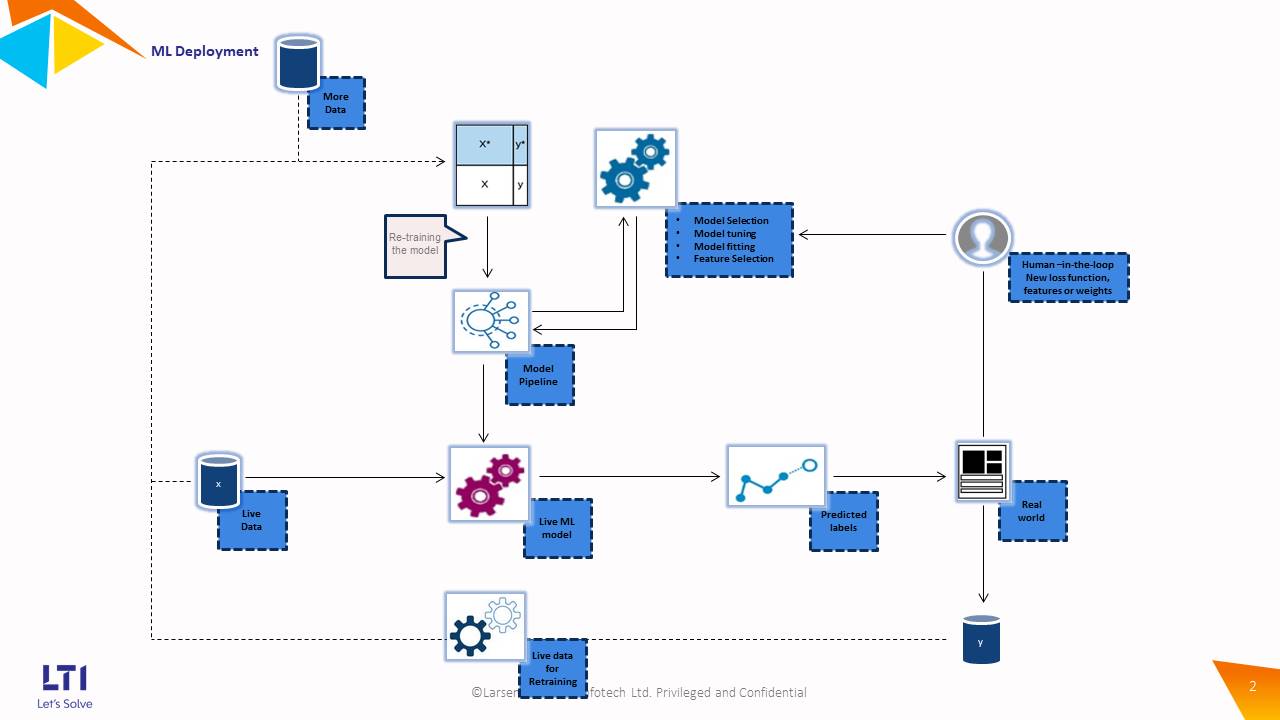 ML Deployment
More
Data
X* y*
X y
Re-training
the model
• Model Selection
• Model tuning
• Model fitting
• Feature Selection
Human –in-the-loop
New loss function,
features or weights
Model
Pipeline
x
Live
Data
Live ML
model
Predicted
labels
Real
world
y
Live data
for
Retraining
LTI
Let's Solve
©Larsen nfotech Ltd. Privileged and Confidential
2